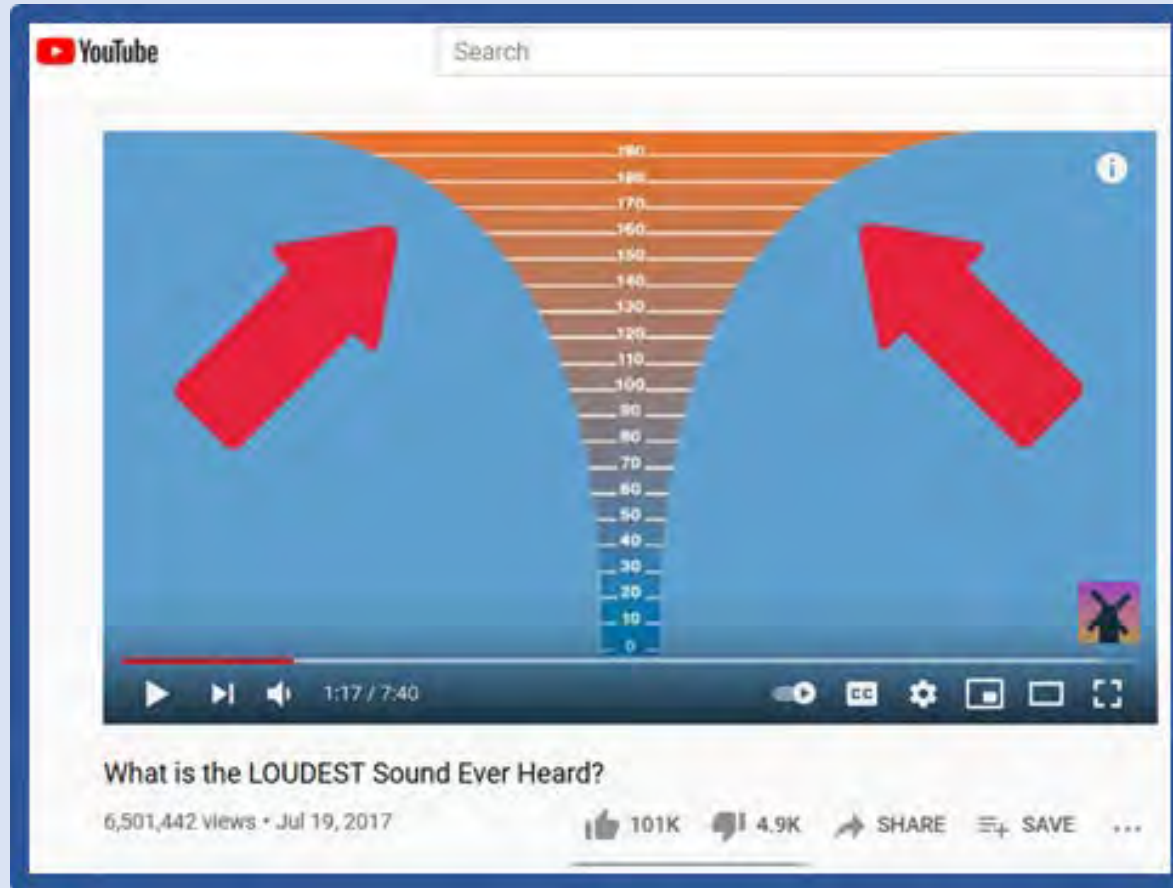 YouTube
Search
190
180
170
160
150
140
130
120
110
100
90
80
70
60
50
40
30
20
10
0
1:17 / 7:40
CC
What is the LOUDEST Sound Ever Heard?
6,501,442 views • Jul 19, 2017
101K 4.9K SHARE SAVE ...